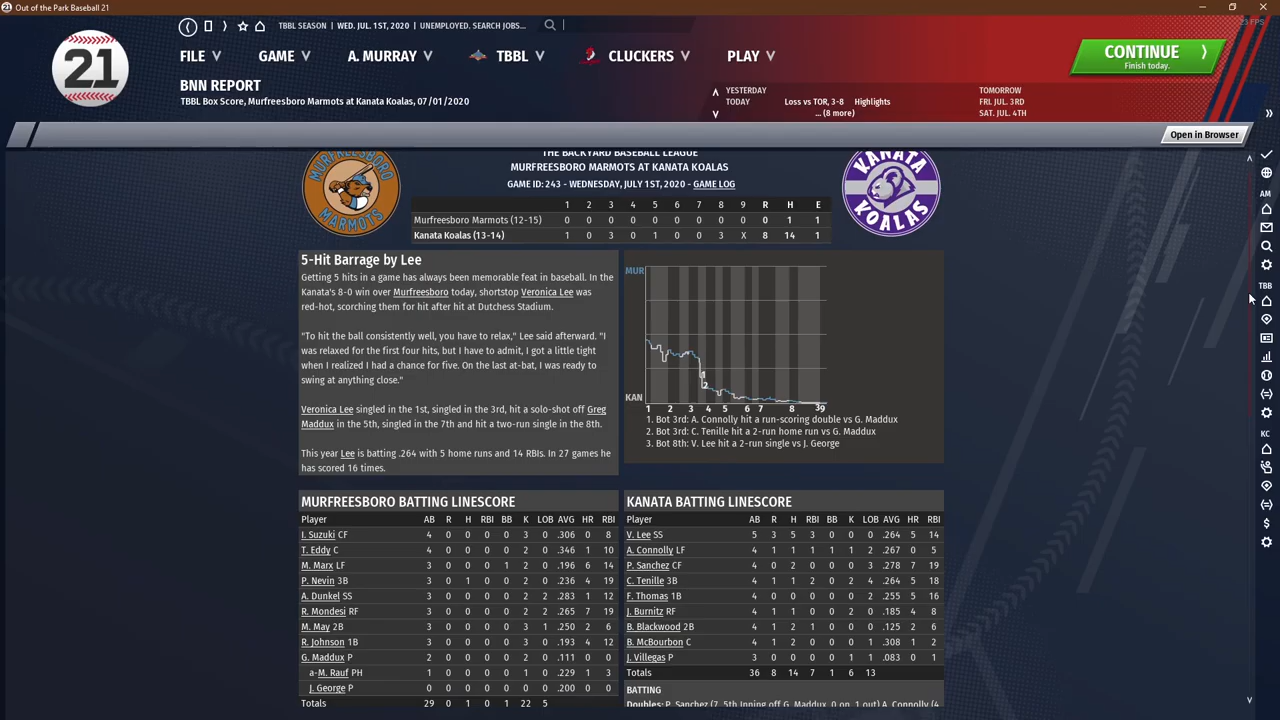 Out of the Park Baseball 21
23 FPS
TBBL SEASON | WED. JUL. 1ST, 2020 | UNEMPLOYED. SEARCH JOBS...
21
FILE GAME A. MURRAY TBBL CLUCKERS PLAY
CONTINUE
Finish today.
BNN REPORT
TBBL Box Score, Murfreesboro Marmots at Kanata Koalas, 07/01/2020
YESTERDAY
TODAY Loss vs TOR, 3-8 Highlights
... (8 more)
TOMORROW
FRI. JUL. 3RD
SAT. JUL. 4TH
Open in Browser
MURFREESBORO
MARMOTS
KANATA
KOALAS
THE BACKYARD BASEBALL LEAGUE
MURFREESBORO MARMOTS AT KANATA KOALAS
GAME ID: 243 - WEDNESDAY, JULY 1ST, 2020 - GAME LOG
1 2 3 4 5 6 7 8 9 R H E
Murfreesboro Marmots (12-15) 0 0 0 0 0 0 0 0 0 0 1 1
Kanata Koalas (13-14) 1 0 3 0 1 0 0 3 X 8 14 1
5-Hit Barrage by Lee
Getting 5 hits in a game has always been memorable feat in baseball. In the
Kanata's 8-0 win over Murfreesboro today, shortstop Veronica Lee was
red-hot, scorching them for hit after hit at Dutchess Stadium.
"To hit the ball consistently well, you have to relax," Lee said afterward. "I
was relaxed for the first four hits, but I have to admit, I got a little tight
when I realized I had a chance for five. On the last at-bat, I was ready to
swing at anything close."
Veronica Lee singled in the 1st, singled in the 3rd, hit a solo-shot off Greg
Maddux in the 5th, singled in the 7th and hit a two-run single in the 8th.
This year Lee is batting .264 with 5 home runs and 14 RBIs. In 27 games he
has scored 16 times.
MUR
KAN
1
2
1 2 3 4 5 6 7 8 39
1. Bot 3rd: A. Connolly hit a run-scoring double vs G. Maddux
2. Bot 3rd: C. Tenille hit a 2-run home run vs G. Maddux
3. Bot 8th: V. Lee hit a 2-run single vs J. George
MURFREESBORO BATTING LINESCORE
Player AB R H RBI BB K LOB AVG HR RBI
I. Suzuki CF 4 0 0 0 0 3 0 .306 0 8
T. Eddy C 4 0 0 0 0 2 0 .346 1 10
M. Marx LF 3 0 0 0 1 2 0 .196 6 14
P. Nevin 3B 3 0 1 0 0 2 0 .236 4 19
A. Dunkel SS 3 0 0 0 0 2 2 .283 1 12
R. Mondesi RF 3 0 0 0 0 2 2 .265 7 19
M. May 2B 3 0 0 0 0 3 1 .250 2 6
R. Johnson 1B 3 0 0 0 0 3 0 .193 4 12
G. Maddux P 2 0 0 0 0 2 0 .111 0 0
a-M. Rauf PH 1 0 0 0 0 1 0 .229 1 3
J. George P 0 0 0 0 0 0 0 .200 0 0
Totals 29 0 1 0 1 22 5
KANATA BATTING LINESCORE
Player AB R H RBI BB K LOB AVG HR RBI
V. Lee SS 5 3 5 3 0 0 0 .264 5 14
A. Connolly LF 4 1 1 1 1 1 2 .267 0 5
P. Sanchez CF 4 0 2 0 0 0 3 .278 7 19
C. Tenille 3B 4 1 1 2 0 2 4 .264 5 18
F. Thomas 1B 4 0 0 0 0 0 2 .255 5 16
J. Burnitz RF 4 1 1 0 0 2 0 .185 4 8
B. Blackwood 2B 4 1 2 1 0 0 0 .125 2 6
B. McBourbon C 4 1 2 0 0 0 1 .308 1 2
J. Villegas P 3 0 0 0 0 1 1 .083 0 1
Totals 36 8 14 7 1 6 13
BATTING
Doubles: P. Sanchez (7, 5th Inning off G. Maddux, 0 on, 1 out) A. Connolly (4,
AM
TBB
KC